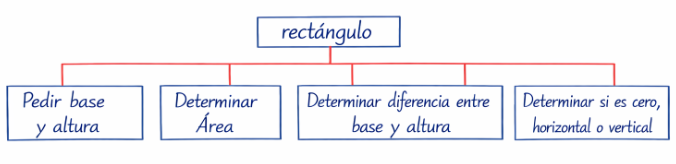 rectángulo
Pedir base
y altura
Determinar
Área
Determinar diferencia entre
base y altura
Determinar si es cero,
horizontal o vertical